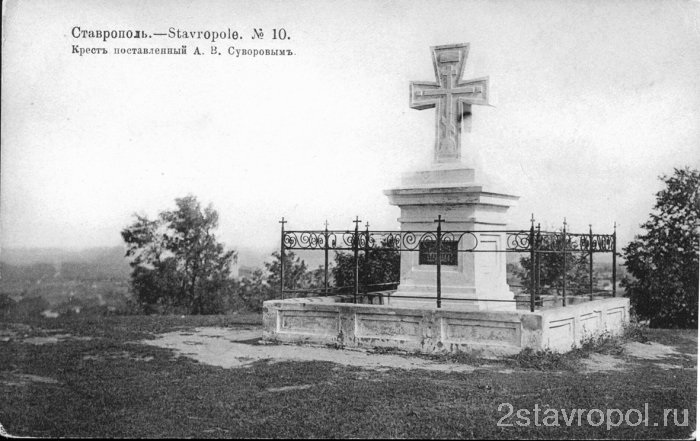 Ставрополь.—Stavropole. № 10.
Крестъ поставленный А. В. Суворовымъ.
2stavropol.ru